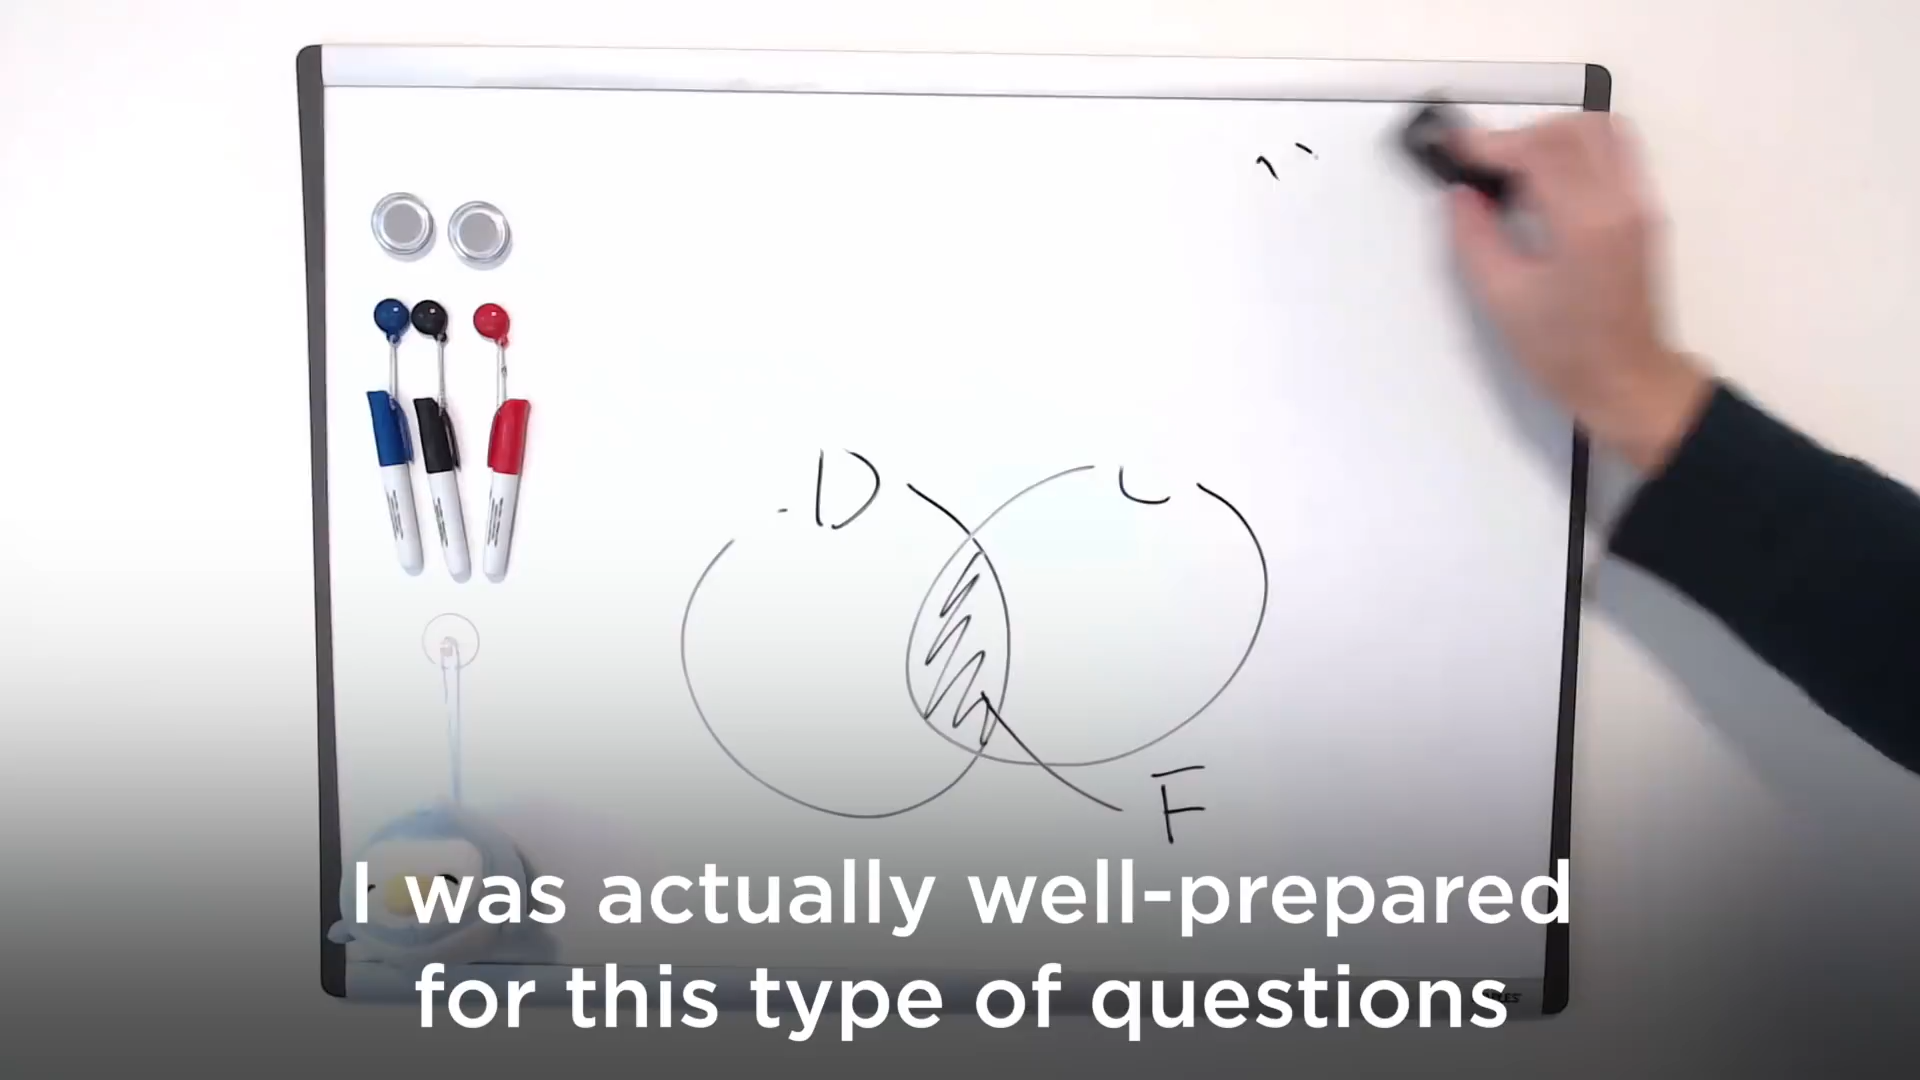 D
C
F
I was actually well-prepared
for this type of questions